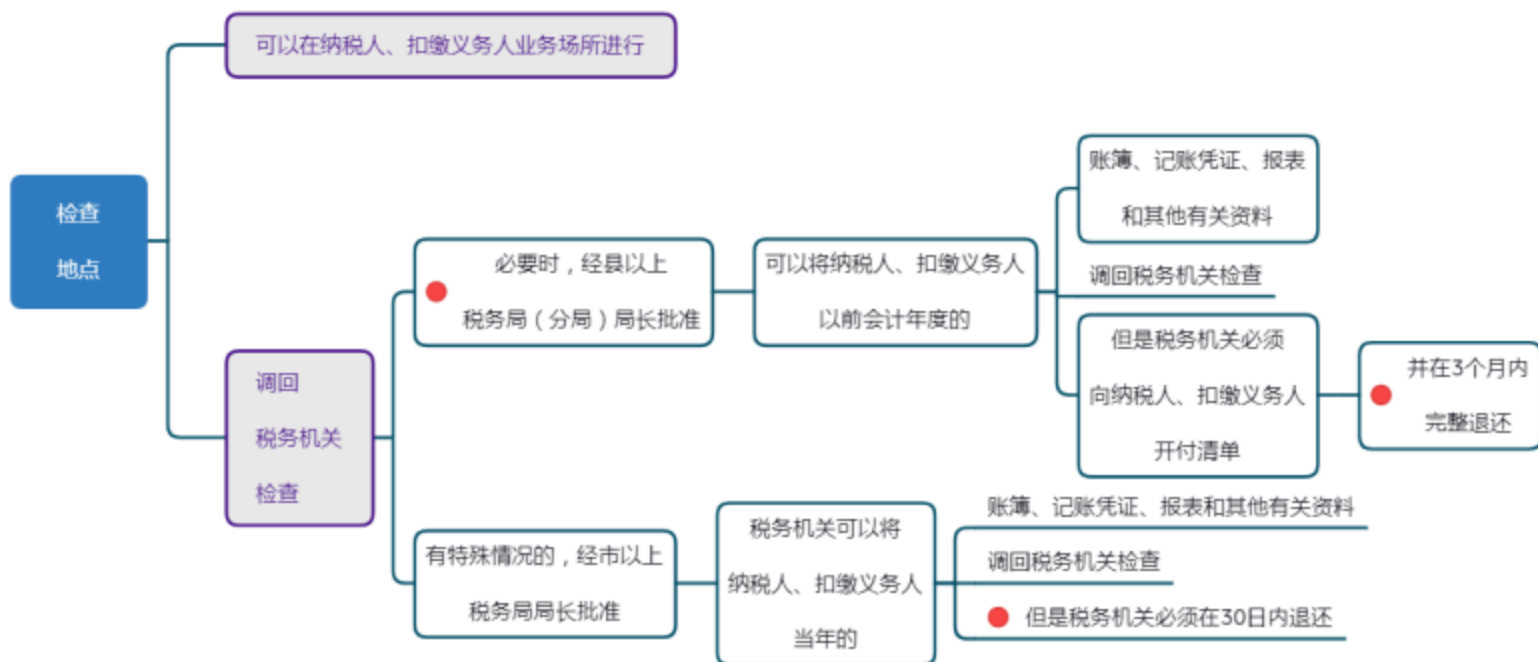 可以在纳税人、扣缴义务人业务场所进行
检查
地点
账簿、记账凭证、报表
和其他有关资料
必要时，经县以上
税务局（分局）局长批准
可以将纳税人、扣缴义务人
以前会计年度的
调回税务机关检查
但是税务机关必须
向纳税人、扣缴义务人
开付清单
并在3个月内
完整退还
调回
税务机关
检查
有特殊情况的，经市以上
税务局局长批准
税务机关可以将
纳税人、扣缴义务人
当年的
账簿、记账凭证、报表和其他有关资料
调回税务机关检查
但是税务机关必须在30日内退还